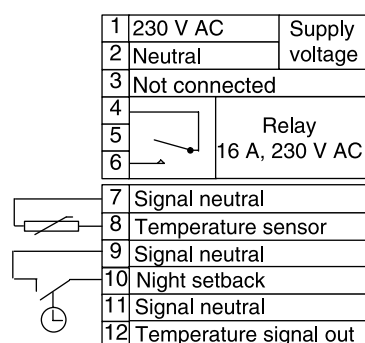 1 230 V AC Supply
2 Neutral voltage
3 Not connected
4
5 Relay
6 16 A, 230 V AC
7 Signal neutral
8 Temperature sensor
9 Signal neutral
10 Night setback
11 Signal neutral
12 Temperature signal out